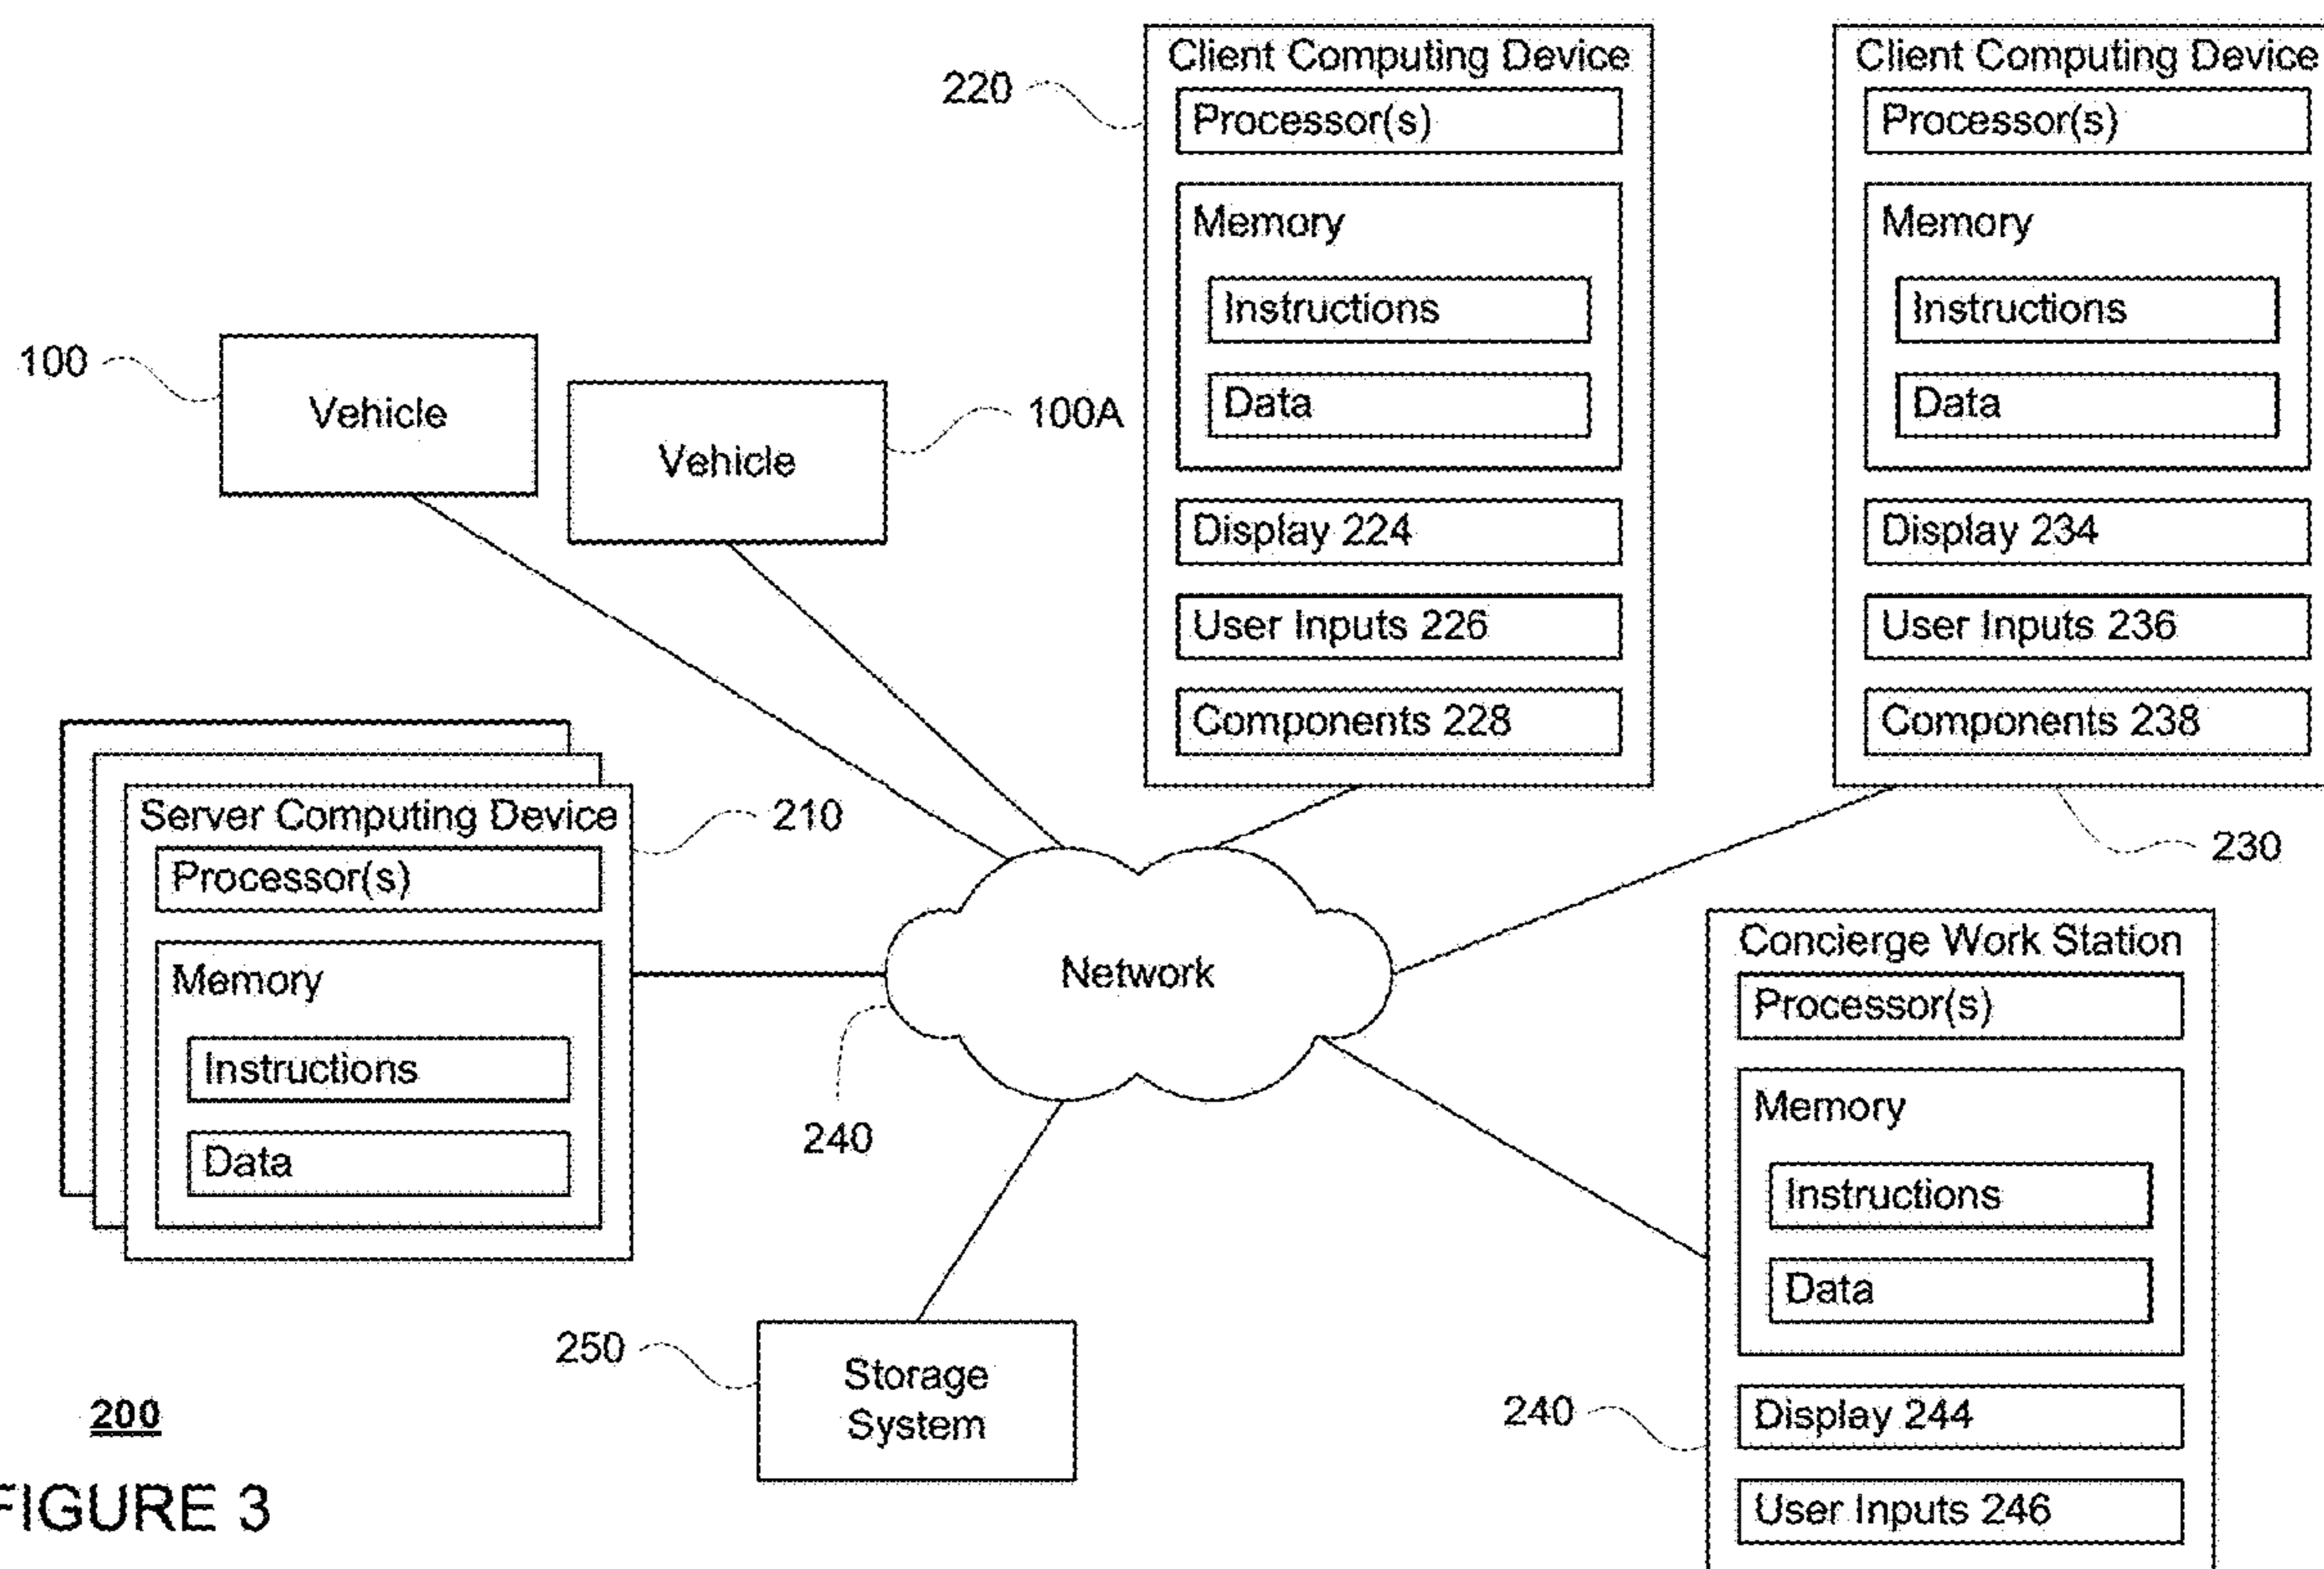 Client Computing Device
220
Processor(s)
Memory
Instructions
Data
Display 224
User Inputs 226
Components 228
Client Computing Device
Processor(s)
Memory
Instructions
Data
Display 234
User Inputs 236
Components 238
230
100
Vehicle
Vehicle
100A
Server Computing Device
210
Processor(s)
Memory
Instructions
Data
Network
240
Concierge Work Station
Processor(s)
Memory
Instructions
Data
Display 244
User Inputs 246
240
250
Storage
System
200
FIGURE 3